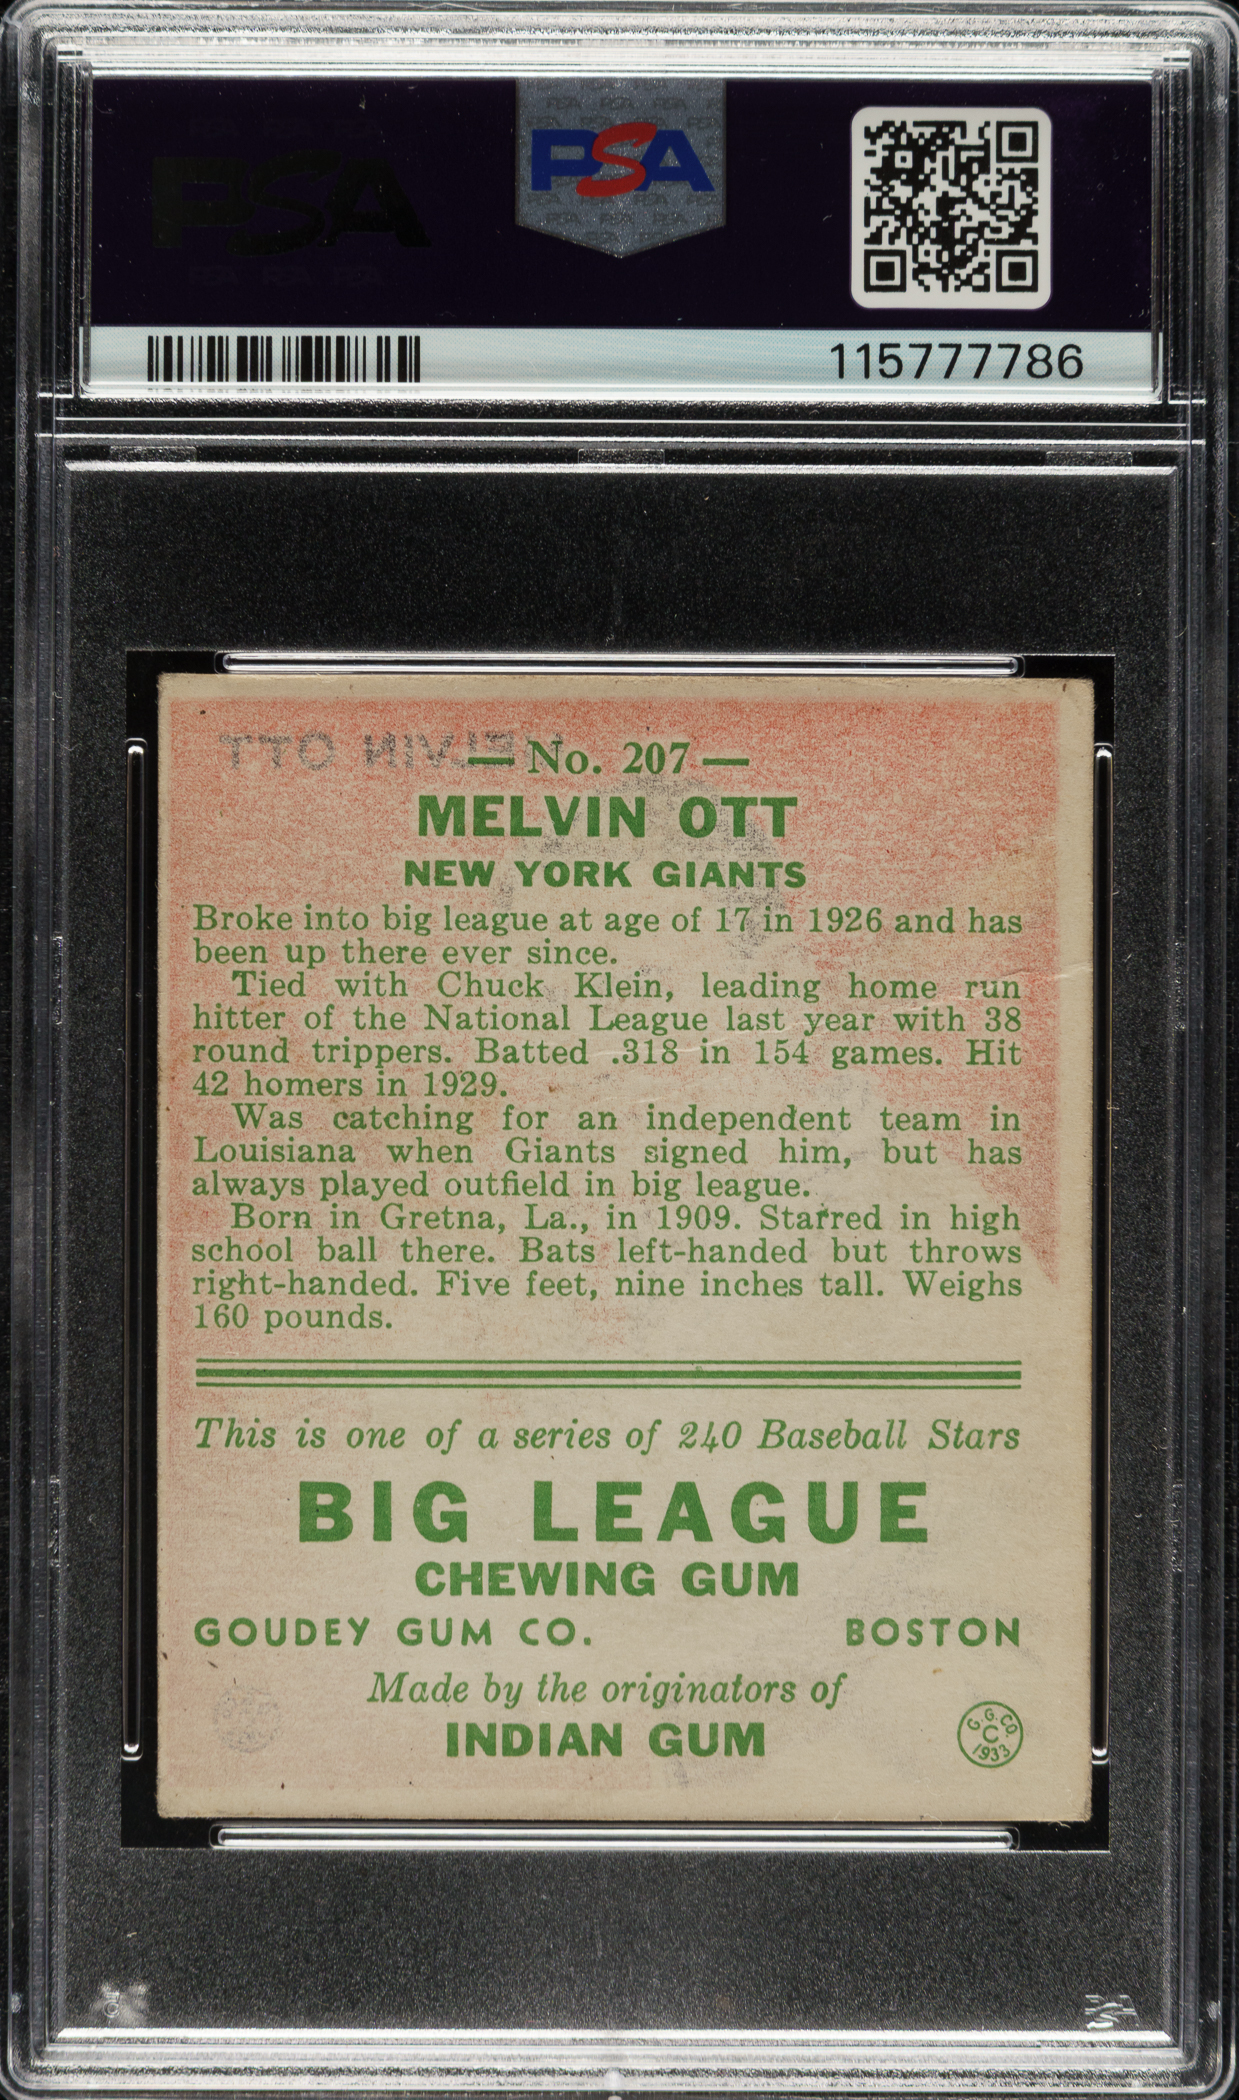 PSA
PSA
115777786
MELVIN OTT
— No. 207 —
MELVIN OTT
NEW YORK GIANTS
Broke into big league at age of 17 in 1926 and has
been up there ever since.
Tied with Chuck Klein, leading home run
hitter of the National League last year with 38
round trippers. Batted .318 in 154 games. Hit
42 homers in 1929.
Was catching for an independent team in
Louisiana when Giants signed him, but has
always played outfield in big league.
Born in Gretna, La., in 1909. Starred in high
school ball there. Bats left-handed but throws
right-handed. Five feet, nine inches tall. Weighs
160 pounds.
This is one of a series of 240 Baseball Stars
BIG LEAGUE
CHEWING GUM
GOUDEY GUM CO. BOSTON
Made by the originators of
INDIAN GUM
G. G. CO.
C
1933